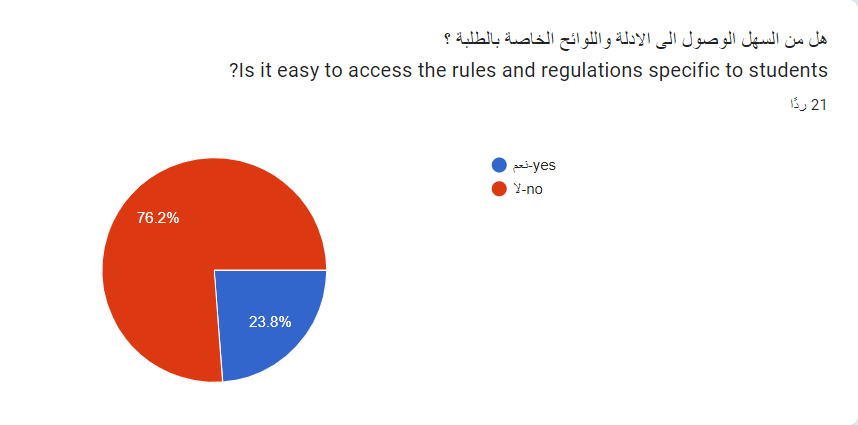 هل من السهل الوصول الى الادلة واللوائح الخاصة بالطلبة ؟
?Is it easy to access the rules and regulations specific to students
21 ردًا
نعم-yes
لا-no
76.2%
23.8%